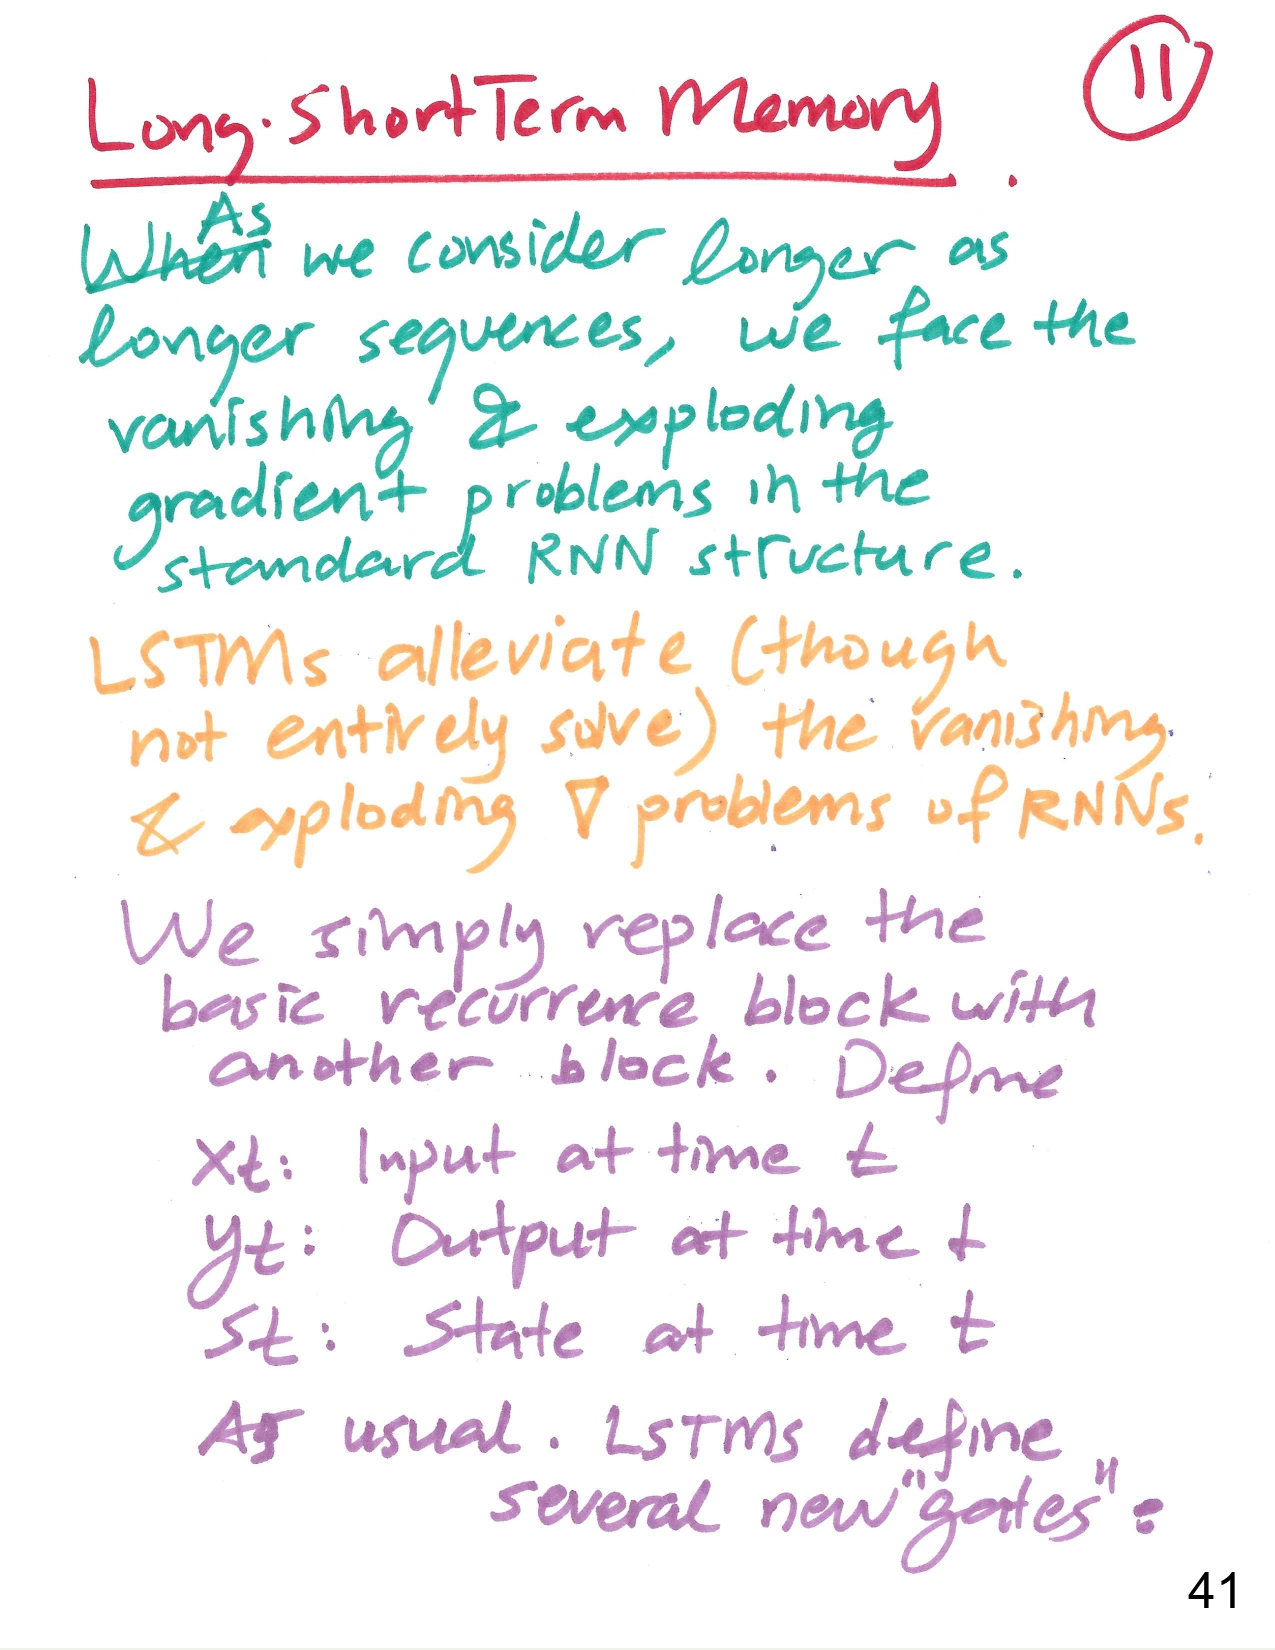 11
Long-Short Term Memory.
As
When we consider longer as
longer sequences, we face the
vanishing & exploding
gradient problems in the
standard RNN structure.
LSTMs alleviate (though
not entirely solve) the vanishing
& exploding ∇ problems of RNNs.
We simply replace the
basic recurrence block with
another block. Define
xt: Input at time t
yt: Output at time t
St: State at time t
As usual. LSTMs define
several new "gates":
41